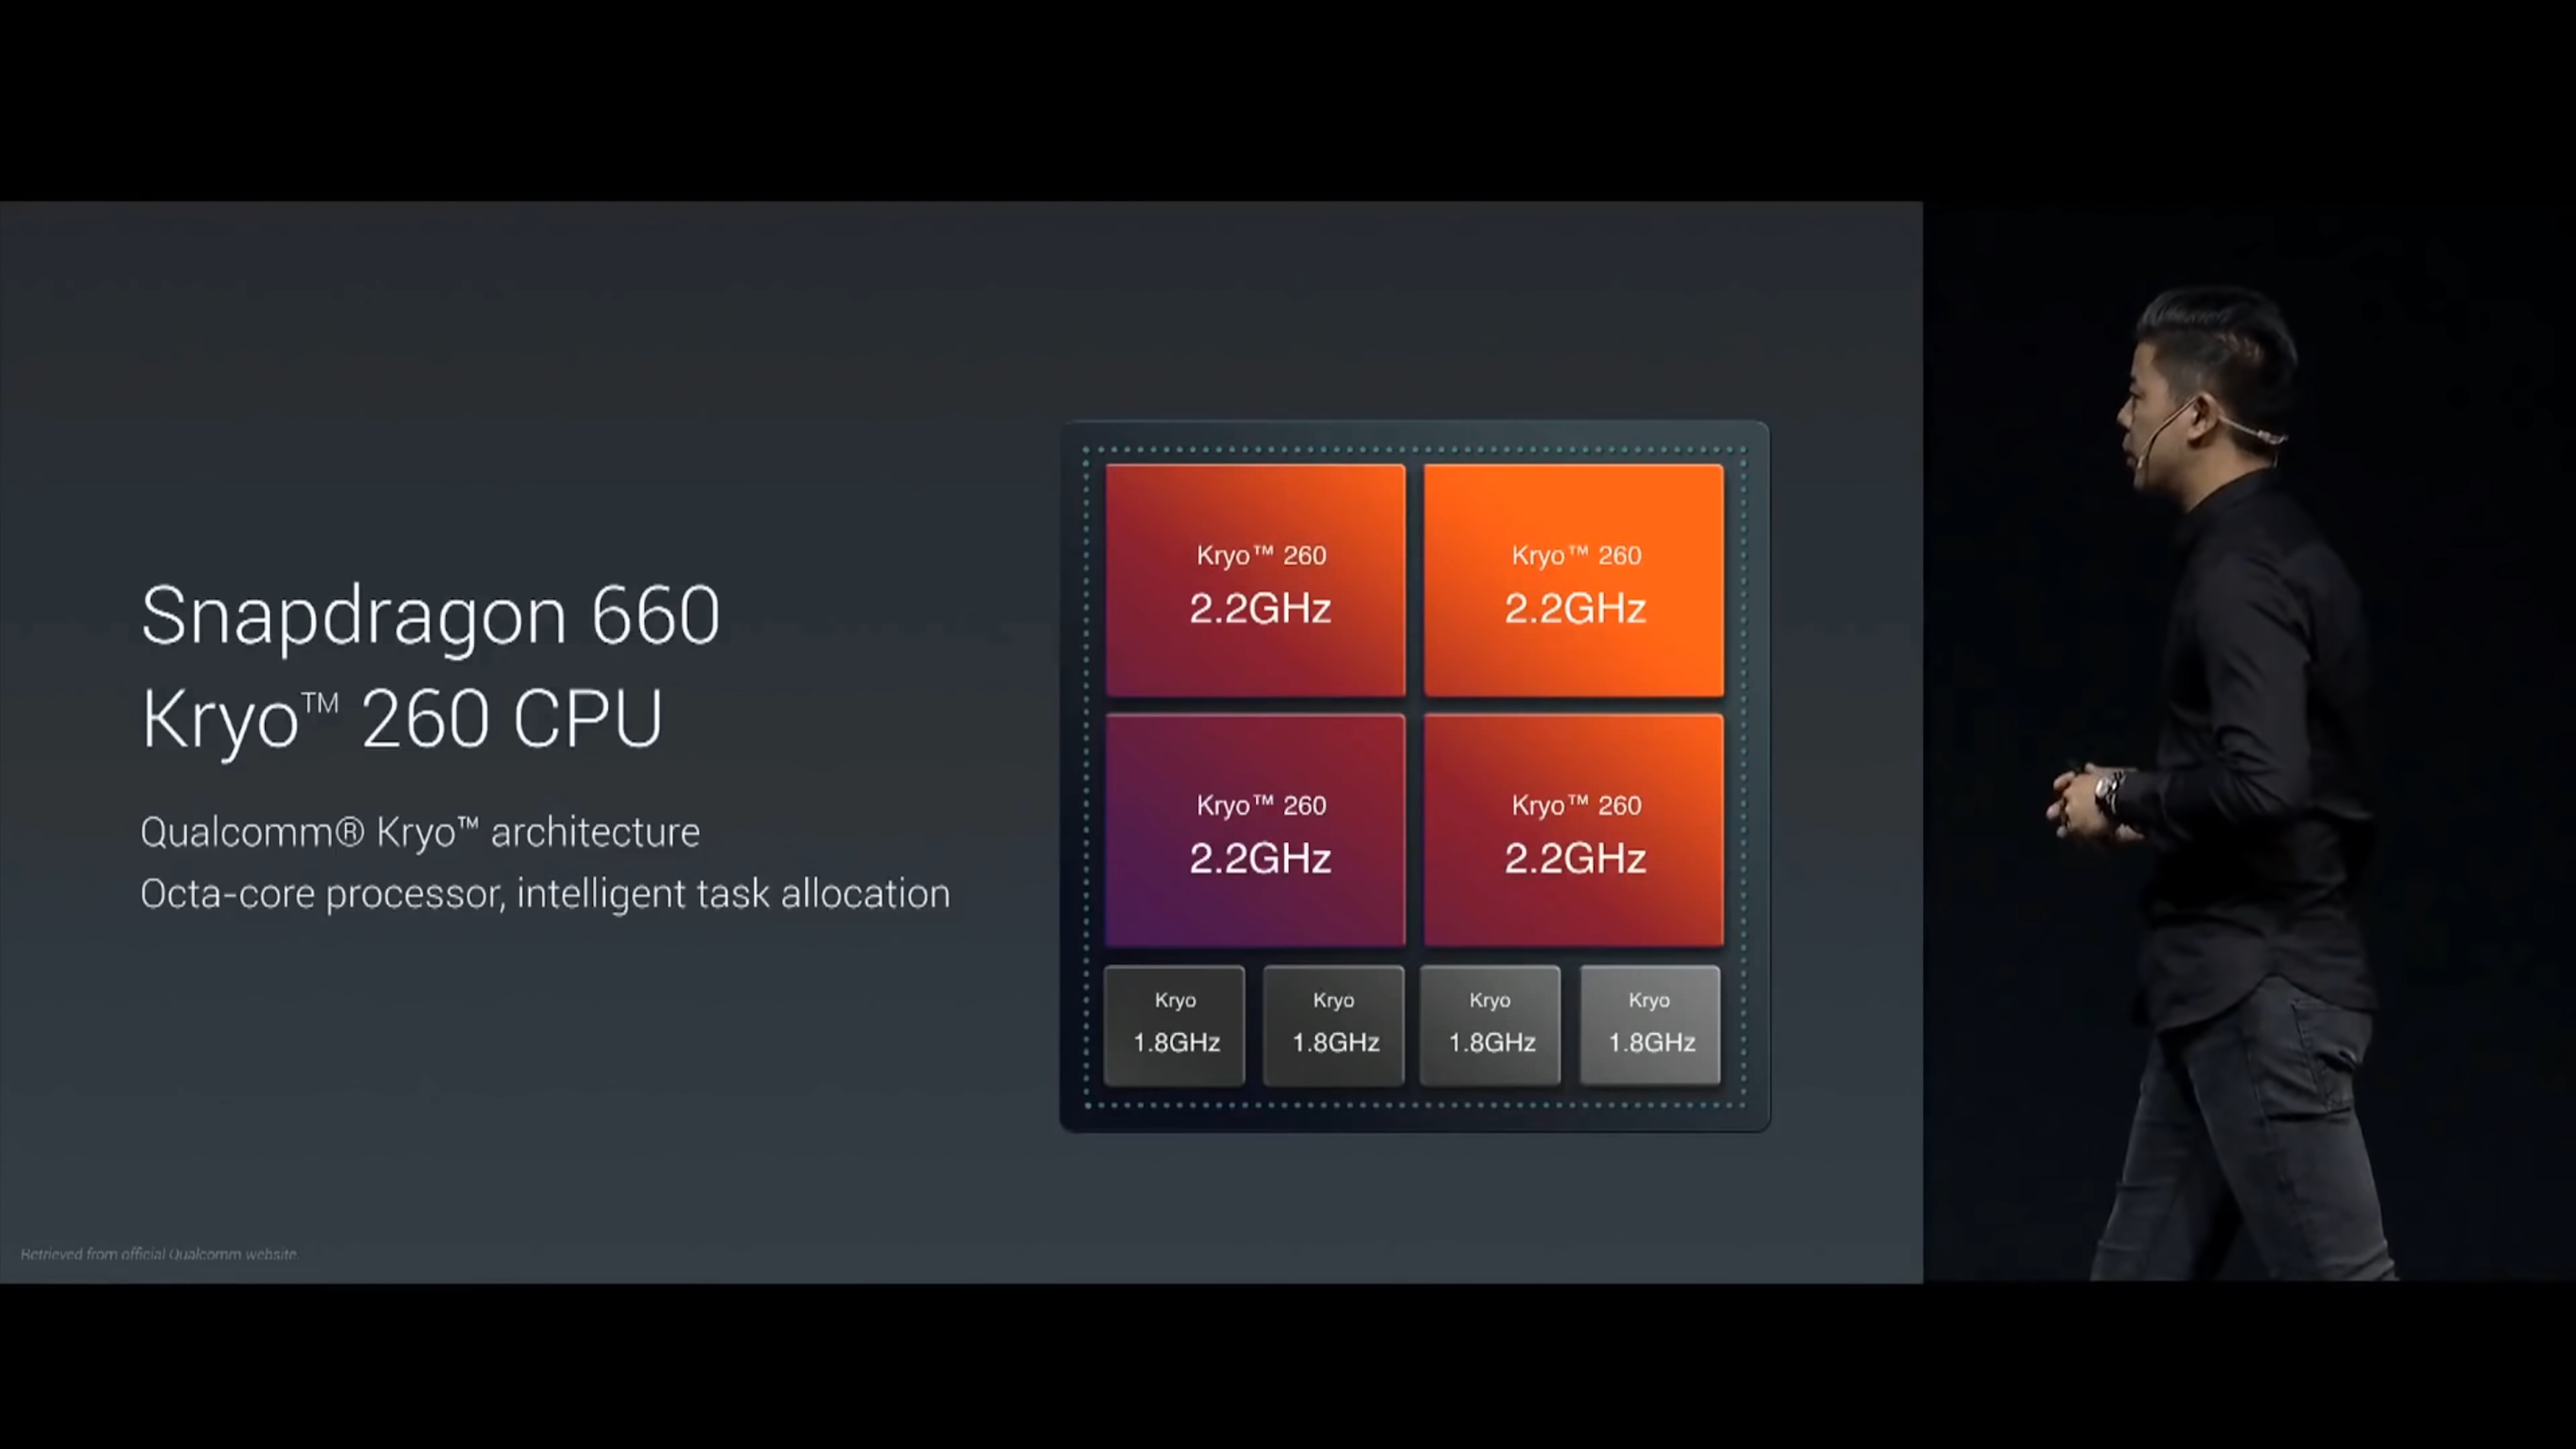 Snapdragon 660
Kryo™ 260 CPU
Qualcomm® Kryo™ architecture
Octa-core processor, intelligent task allocation
Kryo™ 260
2.2GHz
Kryo™ 260
2.2GHz
Kryo™ 260
2.2GHz
Kryo™ 260
2.2GHz
Kryo
1.8GHz
Kryo
1.8GHz
Kryo
1.8GHz
Kryo
1.8GHz
Retrieved from official Qualcomm website.